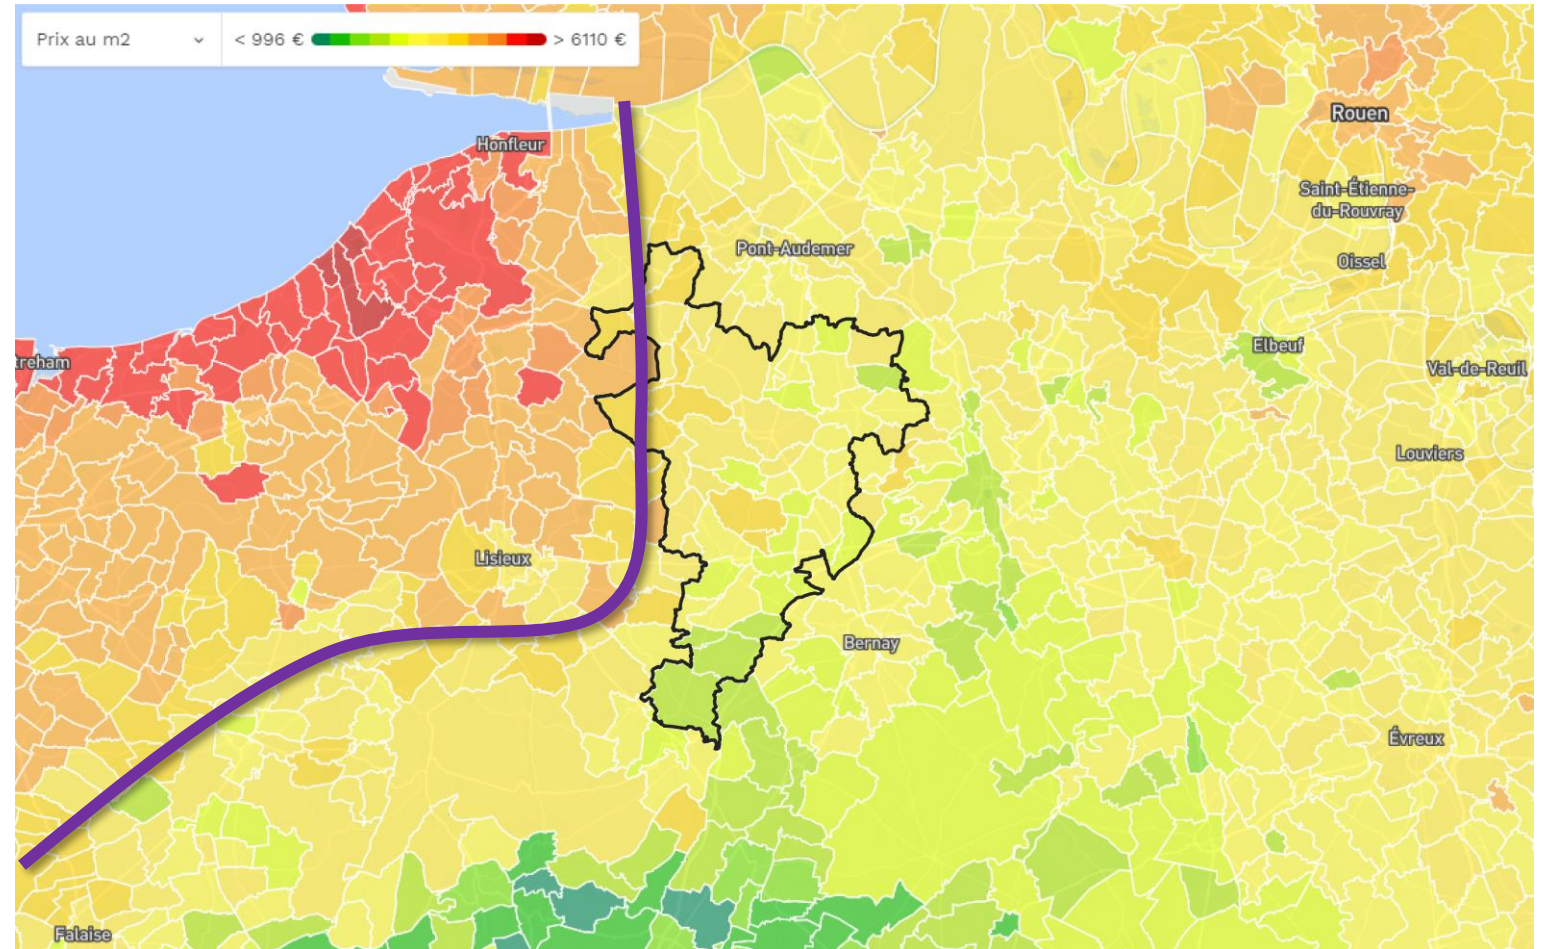 Prix au m2
< 996 €
> 6110 €
Rouen
Honfleur
Saint-Étienne-
du-Rouvray
Pont-Audemer
Oissel
treham
Elbeuf
Val-de-Reuil
Louviers
Lisieux
Bernay
Évreux
Falaise